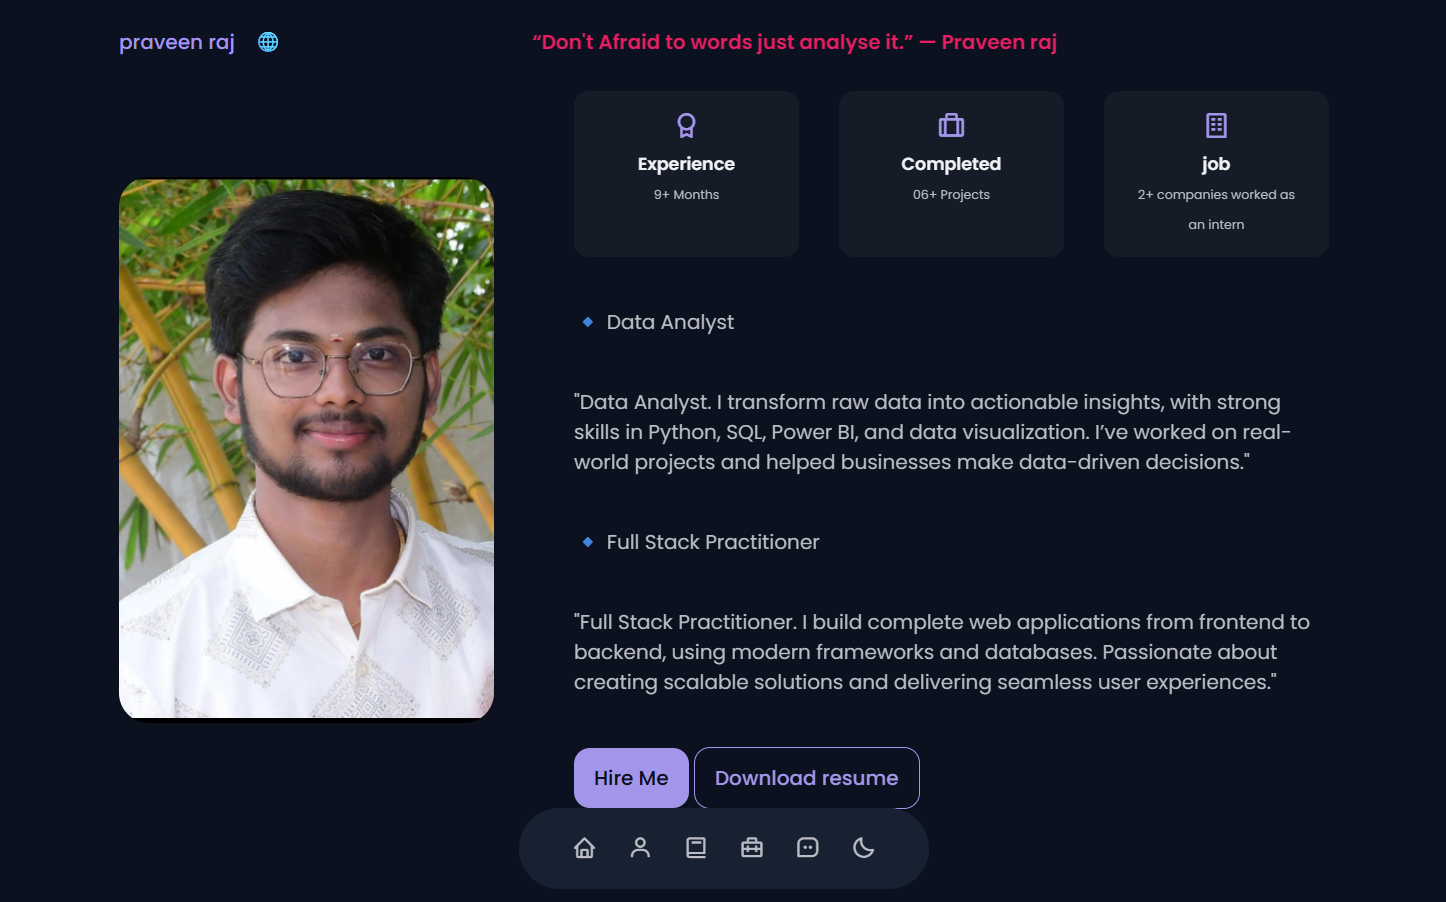 praveen raj
“Don't Afraid to words just analyse it.” — Praveen raj
Experience
9+ Months
Completed
06+ Projects
job
2+ companies worked as
an intern
Data Analyst
"Data Analyst. I transform raw data into actionable insights, with strong
skills in Python, SQL, Power BI, and data visualization. I’ve worked on real-
world projects and helped businesses make data-driven decisions."
Full Stack Practitioner
"Full Stack Practitioner. I build complete web applications from frontend to
backend, using modern frameworks and databases. Passionate about
creating scalable solutions and delivering seamless user experiences."
Hire Me
Download resume